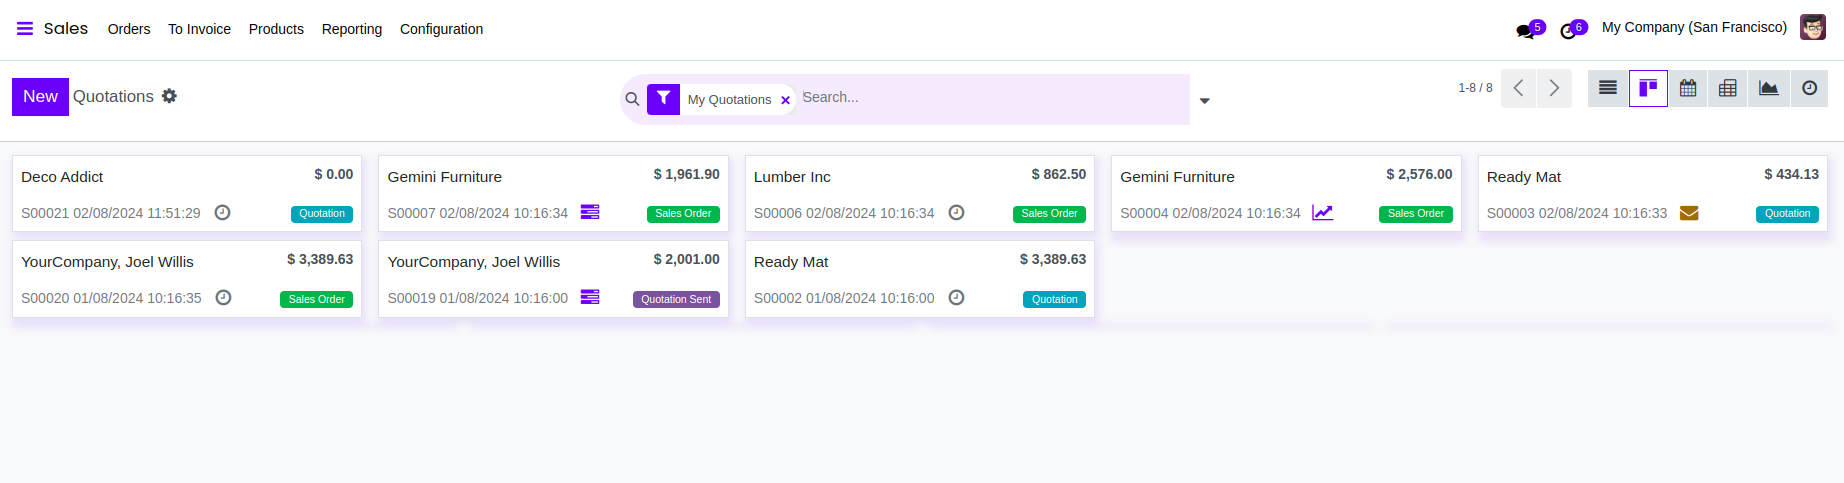 Sales Orders To Invoice Products Reporting Configuration 5 6 My Company (San Francisco)
New Quotations My Quotations × Search... 1-8 / 8
Deco Addict $ 0.00
S00021 02/08/2024 11:51:29 Quotation
Gemini Furniture $ 1,961.90
S00007 02/08/2024 10:16:34 Sales Order
Lumber Inc $ 862.50
S00006 02/08/2024 10:16:34 Sales Order
Gemini Furniture $ 2,576.00
S00004 02/08/2024 10:16:34 Sales Order
Ready Mat $ 434.13
S00003 02/08/2024 10:16:33 Quotation
YourCompany, Joel Willis $ 3,389.63
S00020 01/08/2024 10:16:35 Sales Order
YourCompany, Joel Willis $ 2,001.00
S00019 01/08/2024 10:16:00 Quotation Sent
Ready Mat $ 3,389.63
S00002 01/08/2024 10:16:00 Quotation